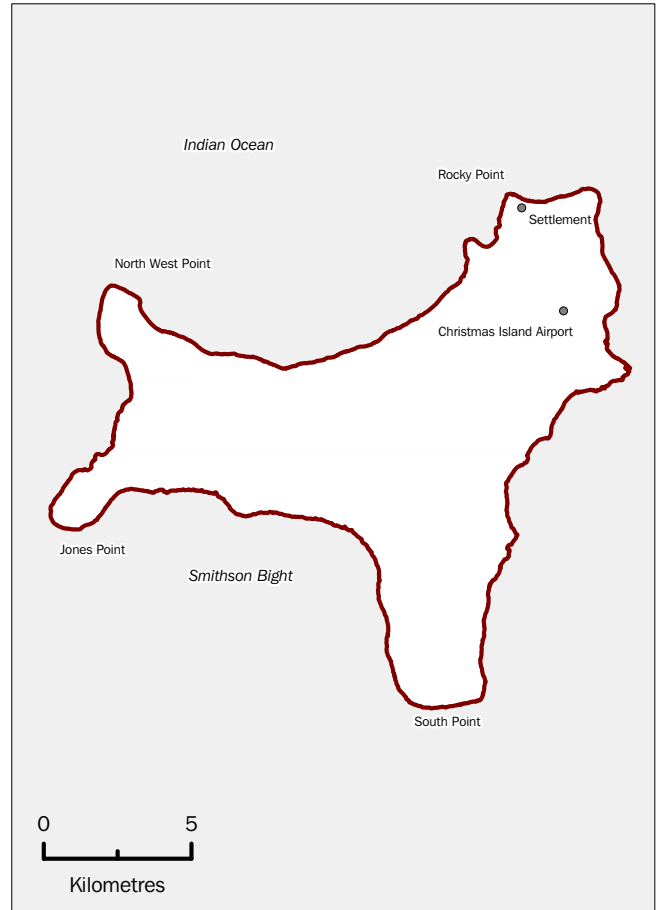 Indian Ocean
Rocky Point
Settlement
North West Point
Christmas Island Airport
Jones Point
Smithson Bight
South Point
0 5
Kilometres